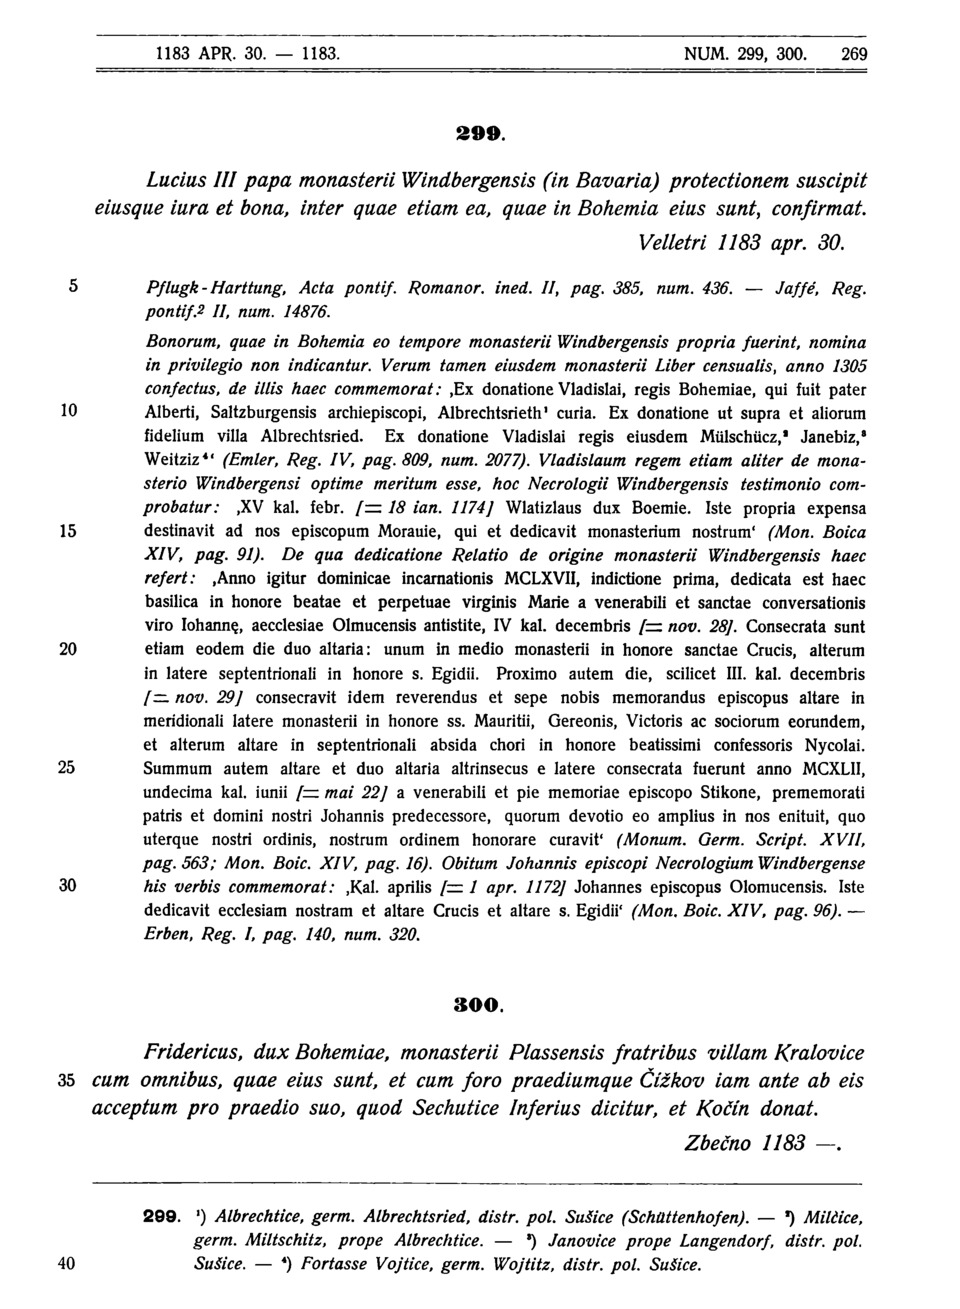 1183 APR. 30. — 1183. NUM. 299, 300. 269
299.
Lucius III papa monasterii Windbergensis (in Bavaria) protectionem suscipit
eiusque iura et bona, inter quae etiam ea, quae in Bohemia eius sunt, confirmat.
Velletri 1183 apr. 30.
5 Pflugk-Harttung, Acta pontif. Romanor. ined. II, pag. 385, num. 436. — Jaffé, Reg.
pontif.² II, num. 14876.
Bonorum, quae in Bohemia eo tempore monasterii Windbergensis propria fuerint, nomina
in privilegio non indicantur. Verum tamen eiusdem monasterii Liber censualis, anno 1305
confectus, de illis haec commemorat: ‚Ex donatione Vladislai, regis Bohemiae, qui fuit pater
10 Alberti, Saltzburgensis archiepiscopi, Albrechtsrieth¹ curia. Ex donatione ut supra et aliorum
fidelium villa Albrechtsried. Ex donatione Vladislai regis eiusdem Mülschücz,² Janebiz,³
Weitziz⁴‘ (Emler, Reg. IV, pag. 809, num. 2077). Vladislaum regem etiam aliter de mona-
sterio Windbergensi optime meritum esse, hoc Necrologii Windbergensis testimonio com-
probatur: ‚XV kal. febr. [= 18 ian. 1174] Wlatizlaus dux Boemie. Iste propria expensa
15 destinavit ad nos episcopum Morauie, qui et dedicavit monasterium nostrum‘ (Mon. Boica
XIV, pag. 91). De qua dedicatione Relatio de origine monasterii Windbergensis haec
refert: ‚Anno igitur dominicae incarnationis MCLXVII, indictione prima, dedicata est haec
basilica in honore beatae et perpetuae virginis Marie a venerabili et sanctae conversationis
viro Iohannę, aecclesiae Olmucensis antistite, IV kal. decembris [= nov. 28]. Consecrata sunt
20 etiam eodem die duo altaria: unum in medio monasterii in honore sanctae Crucis, alterum
in latere septentrionali in honore s. Egidii. Proximo autem die, scilicet III. kal. decembris
[= nov. 29] consecravit idem reverendus et sepe nobis memorandus episcopus altare in
meridionali latere monasterii in honore ss. Mauritii, Gereonis, Victoris ac sociorum eorundem,
et alterum altare in septentrionali absida chori in honore beatissimi confessoris Nycolai.
25 Summum autem altare et duo altaria altrinsecus e latere consecrata fuerunt anno MCXLII,
undecima kal. iunii [= mai 22] a venerabili et pie memoriae episcopo Stikone, prememorati
patris et domini nostri Johannis predecessore, quorum devotio eo amplius in nos enituit, quo
uterque nostri ordinis, nostrum ordinem honorare curavit‘ (Monum. Germ. Script. XVII,
pag. 563; Mon. Boic. XIV, pag. 16). Obitum Johannis episcopi Necrologium Windbergense
30 his verbis commemorat: ‚Kal. aprilis [= 1 apr. 1172] Johannes episcopus Olomucensis. Iste
dedicavit ecclesiam nostram et altare Crucis et altare s. Egidii‘ (Mon. Boic. XIV, pag. 96). —
Erben, Reg. I, pag. 140, num. 320.
300.
Fridericus, dux Bohemiae, monasterii Plassensis fratribus villam Kralovice
35 cum omnibus, quae eius sunt, et cum foro praediumque Čížkov iam ante ab eis
acceptum pro praedio suo, quod Sechutice Inferius dicitur, et Kočín donat.
Zbečno 1183 —.
299. ¹) Albrechtice, germ. Albrechtsried, distr. pol. Sušice (Schüttenhofen). — ²) Milčice,
germ. Miltschitz, prope Albrechtice. — ³) Janovice prope Langendorf, distr. pol.
40 Sušice. — ⁴) Fortasse Vojtice, germ. Wojtitz, distr. pol. Sušice.